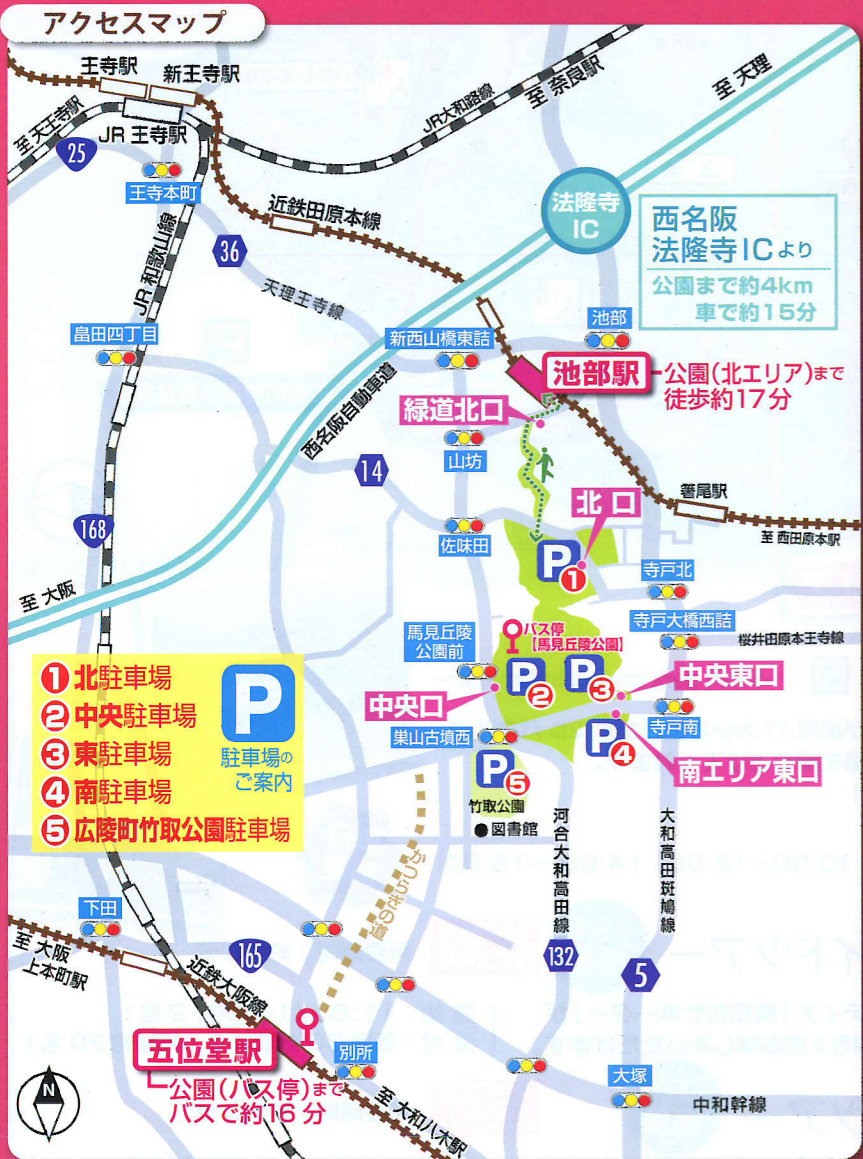 アクセスマップ
王寺駅
新王寺駅
JR 王寺駅
至 天王寺駅
25
王寺本町
JR大和路線
至 奈良駅
至 天理
法隆寺
IC
西名阪
法隆寺ICより
公園まで約4km
車で約15分
近鉄田原本線
36
天理王寺線
JR 和歌山線
畠田四丁目
新西山橋東詰
池部
池部駅
公園(北エリア)まで
徒歩約17分
緑道北口
西名阪自動車道
山坊
14
北口
箸尾駅
至 西田原本駅
168
佐味田
P
1
寺戸北
至 大阪
馬見丘陵
公園前
バス停
【馬見丘陵公園】
寺戸大橋西詰
桜井田原本王寺線
P
2
P
3
中央東口
中央口
寺戸南
巣山古墳西
P
4
南エリア東口
P
5
竹取公園
●図書館
1 北駐車場
2 中央駐車場
3 東駐車場
4 南駐車場
5 広陵町竹取公園駐車場
P
駐車場の
ご案内
かつらぎの道
河合大和高田線
大和高田斑鳩線
下田
至 大阪
上本町駅
近鉄大阪線
165
132
5
五位堂駅
公園(バス停)まで
バスで約16分
別所
至 大和八木駅
大塚
中和幹線
N